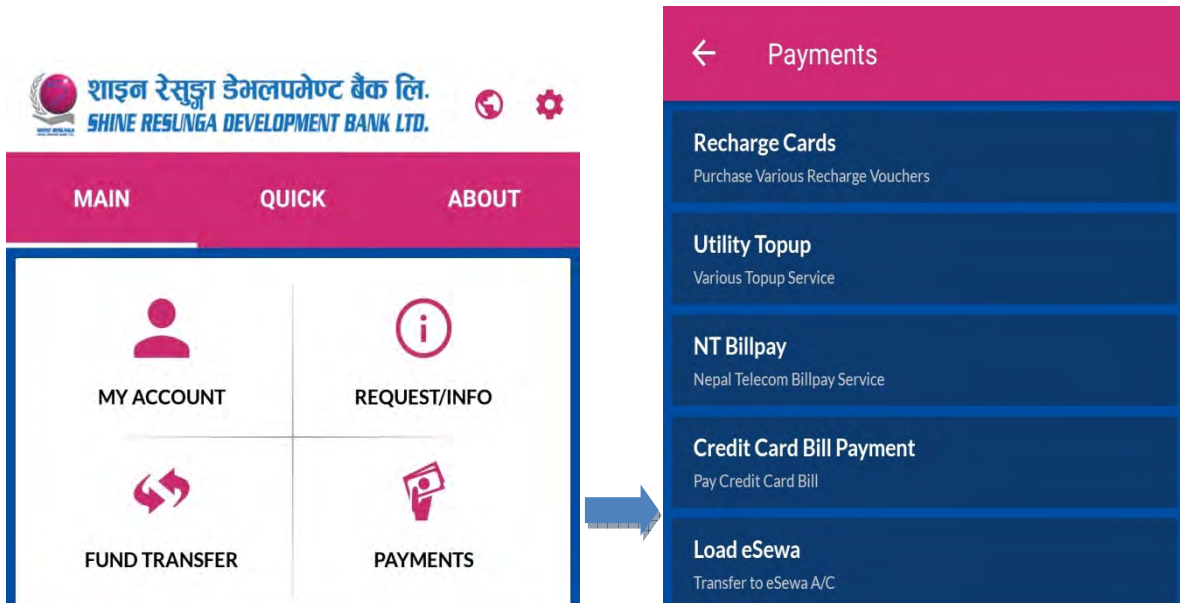 शाइन रेसुङ्गा डेभलपमेण्ट बैंक लि.
SHINE RESUNGA DEVELOPMENT BANK LTD.
MAIN QUICK ABOUT
MY ACCOUNT REQUEST/INFO
FUND TRANSFER PAYMENTS
Payments
Recharge Cards
Purchase Various Recharge Vouchers
Utility Topup
Various Topup Service
NT Billpay
Nepal Telecom Billpay Service
Credit Card Bill Payment
Pay Credit Card Bill
Load eSewa
Transfer to eSewa A/C